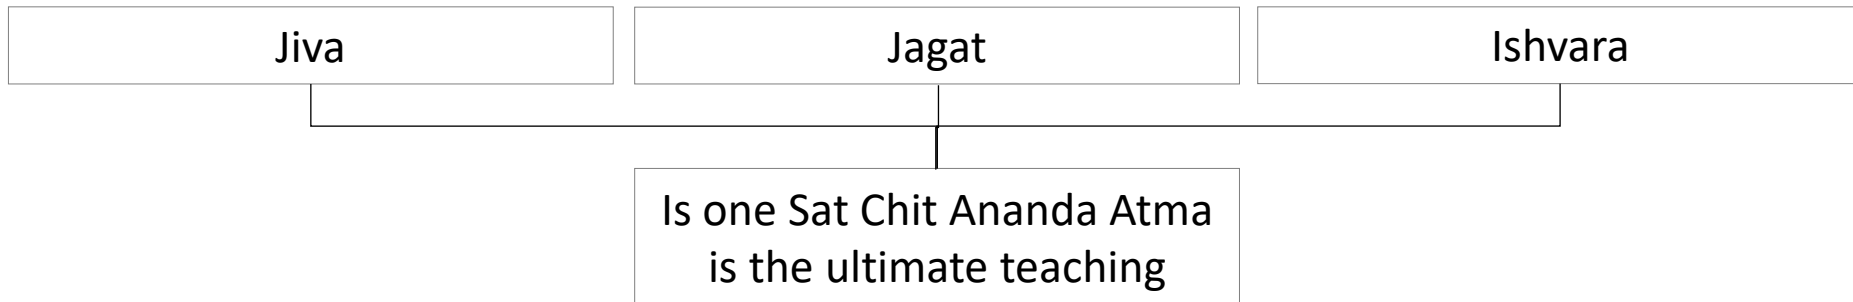 Jiva
Jagat
Ishvara
Is one Sat Chit Ananda Atma
is the ultimate teaching